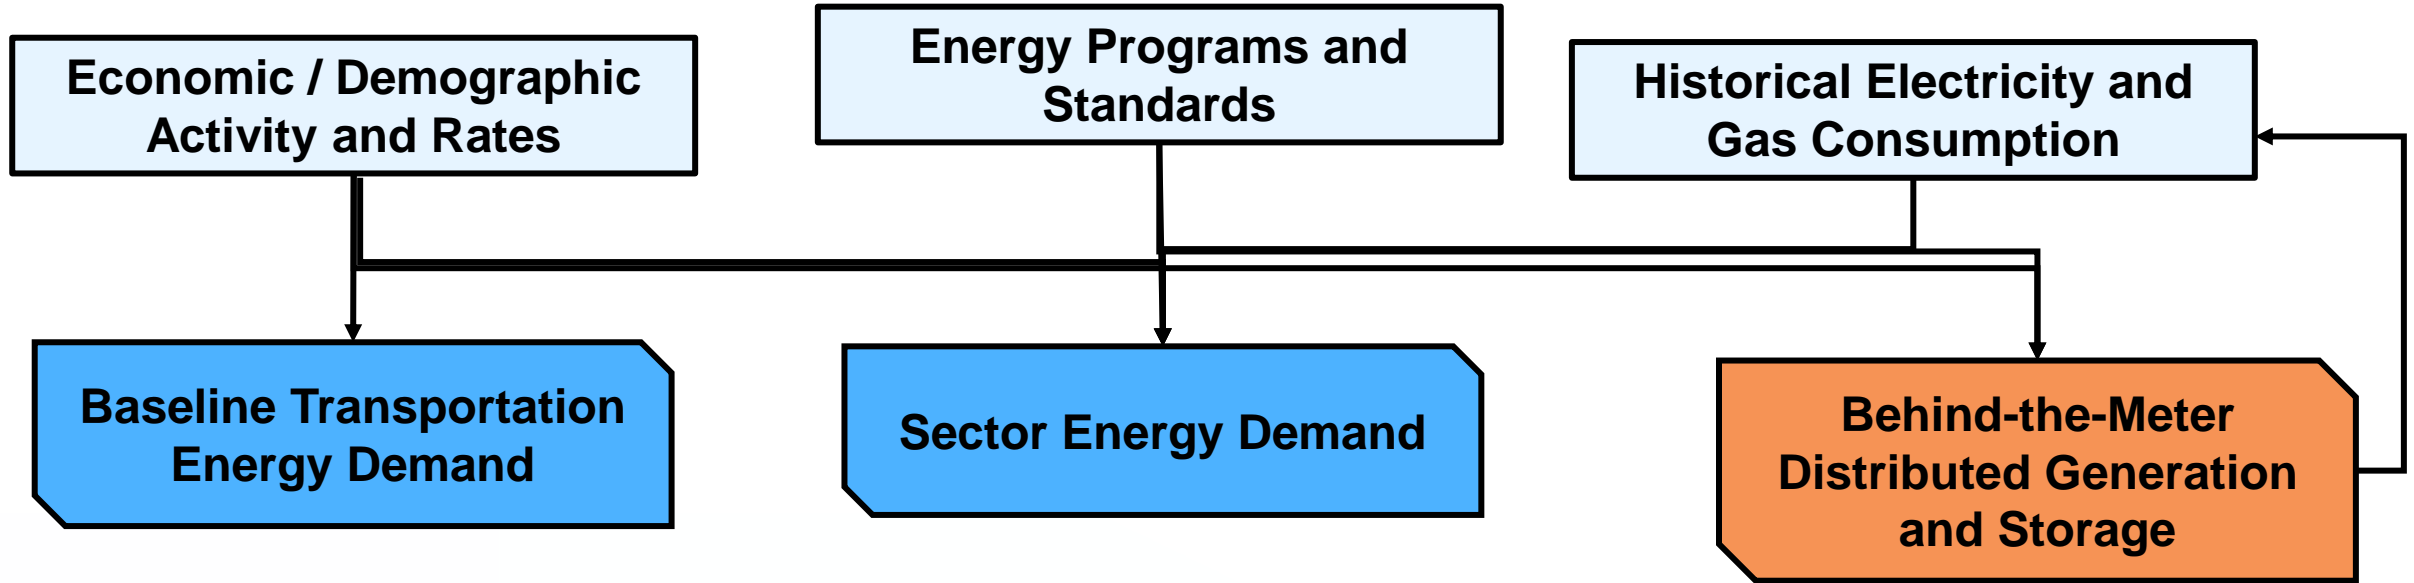 Economic / Demographic
Activity and Rates
Energy Programs and
Standards
Historical Electricity and
Gas Consumption
Baseline Transportation
Energy Demand
Sector Energy Demand
Behind-the-Meter
Distributed Generation
and Storage